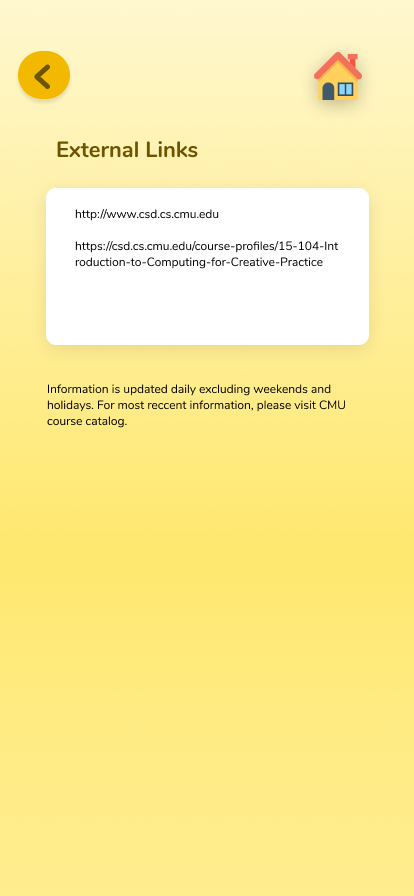 External Links
http://www.csd.cs.cmu.edu
https://csd.cs.cmu.edu/course-profiles/15-104-Int
roduction-to-Computing-for-Creative-Practice
Information is updated daily excluding weekends and
holidays. For most reccent information, please visit CMU
course catalog.